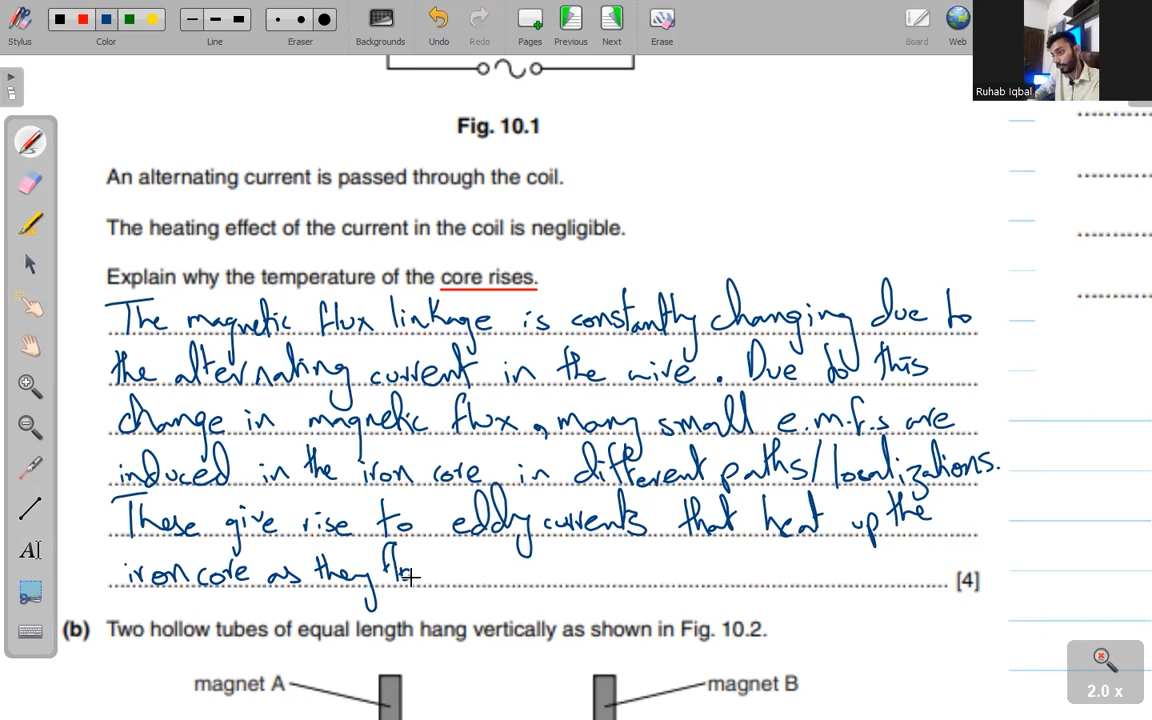 Stylus
Color
Line
Eraser
Backgrounds
Undo
Redo
Pages
Previous
Next
Erase
Board
Web
Ruhab Iqbal
Fig. 10.1
An alternating current is passed through the coil.
The heating effect of the current in the coil is negligible.
Explain why the temperature of the core rises.
The magnetic flux linkage is constantly changing due to
the alternating current in the wire. Due to this
change in magnetic flux, many small e.m.f.s are
induced in the iron core in different paths/localizations.
These give rise to eddy currents that heat up the
iron core as they flo
[4]
(b) Two hollow tubes of equal length hang vertically as shown in Fig. 10.2.
magnet A
magnet B
A
2.0 x